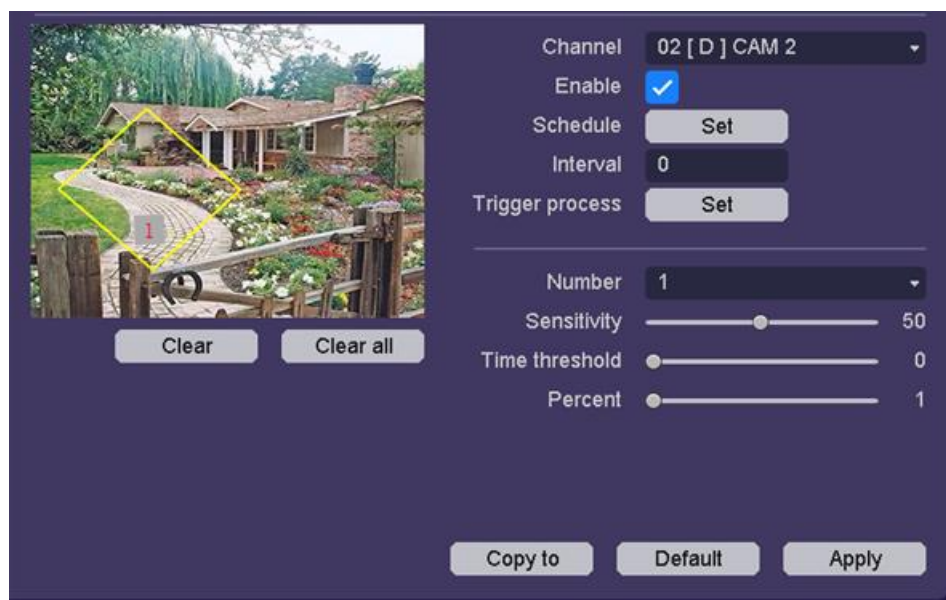 Channel 02 [ D ] CAM 2
Enable
Schedule Set
Interval 0
Trigger process Set
1
Number 1
Sensitivity 50
Clear Clear all
Time threshold 0
Percent 1
Copy to Default Apply